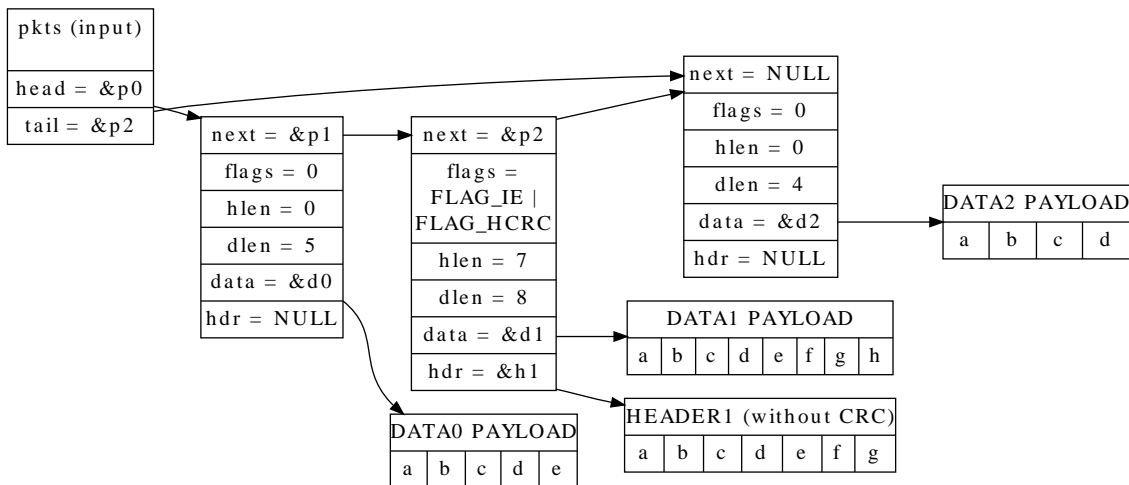 pkts (input)
head = &p0
tail = &p2
next = &p1
flags = 0
hlen = 0
dlen = 5
data = &d0
hdr = NULL
next = &p2
flags =
FLAG_IE |
FLAG_HCRC
hlen = 7
dlen = 8
data = &d1
hdr = &h1
next = NULL
flags = 0
hlen = 0
dlen = 4
data = &d2
hdr = NULL
DATA2 PAYLOAD
a b c d
DATA1 PAYLOAD
a b c d e f g h
HEADER1 (without CRC)
a b c d e f g
DATA0 PAYLOAD
a b c d e